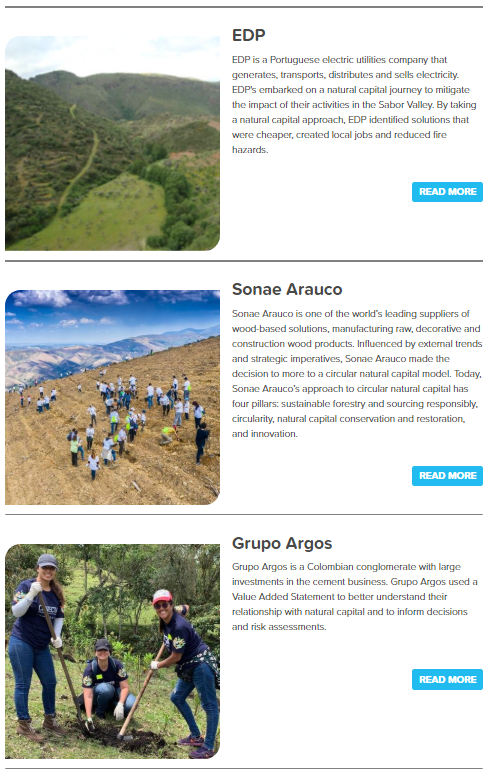 EDP
EDP is a Portuguese electric utilities company that
generates, transports, distributes and sells electricity.
EDP's embarked on a natural capital journey to mitigate
the impact of their activities in the Sabor Valley. By taking
a natural capital approach, EDP identified solutions that
were cheaper, created local jobs and reduced fire
hazards.
READ MORE
Sonae Arauco
Sonae Arauco is one of the world's leading suppliers of
wood-based solutions, manufacturing raw, decorative and
construction wood products. Influenced by external trends
and strategic imperatives, Sonae Arauco made the
decision to more to a circular natural capital model. Today,
Sonae Arauco's approach to circular natural capital has
four pillars: sustainable forestry and sourcing responsibly,
circularity, natural capital conservation and restoration,
and innovation.
READ MORE
Grupo Argos
Grupo Argos is a Colombian conglomerate with large
investments in the cement business. Grupo Argos used a
Value Added Statement to better understand their
relationship with natural capital and to inform decisions
and risk assessments.
READ MORE